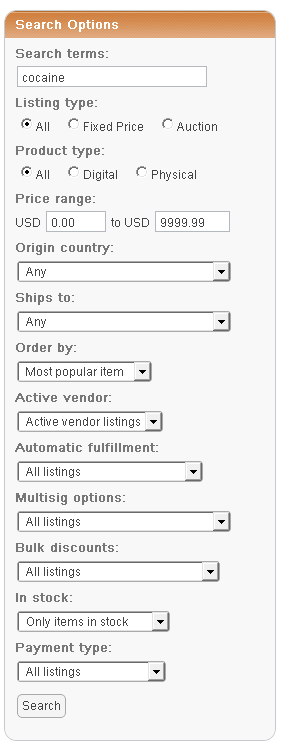 Search Options
Search terms:
cocaine
Listing type:
All Fixed Price Auction
Product type:
All Digital Physical
Price range:
USD 0.00 to USD 9999.99
Origin country:
Any
Ships to:
Any
Order by:
Most popular item
Active vendor:
Active vendor listings
Automatic fulfillment:
All listings
Multisig options:
All listings
Bulk discounts:
All listings
In stock:
Only items in stock
Payment type:
All listings
Search